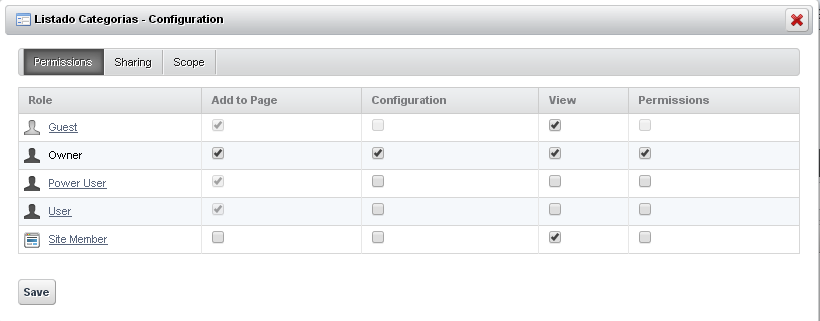 Listado Categorias - Configuration
Permissions Sharing Scope
Role Add to Page Configuration View Permissions
Guest
Owner
Power User
User
Site Member
Save